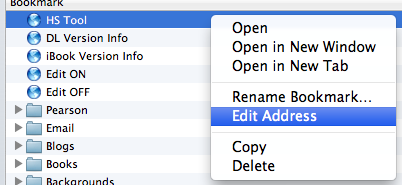 Bookmark
HS Tool
DL Version Info
iBook Version Info
Edit ON
Edit OFF
Pearson
Email
Blogs
Books
Backgrounds
Open
Open in New Window
Open in New Tab
Rename Bookmark...
Edit Address
Copy
Delete